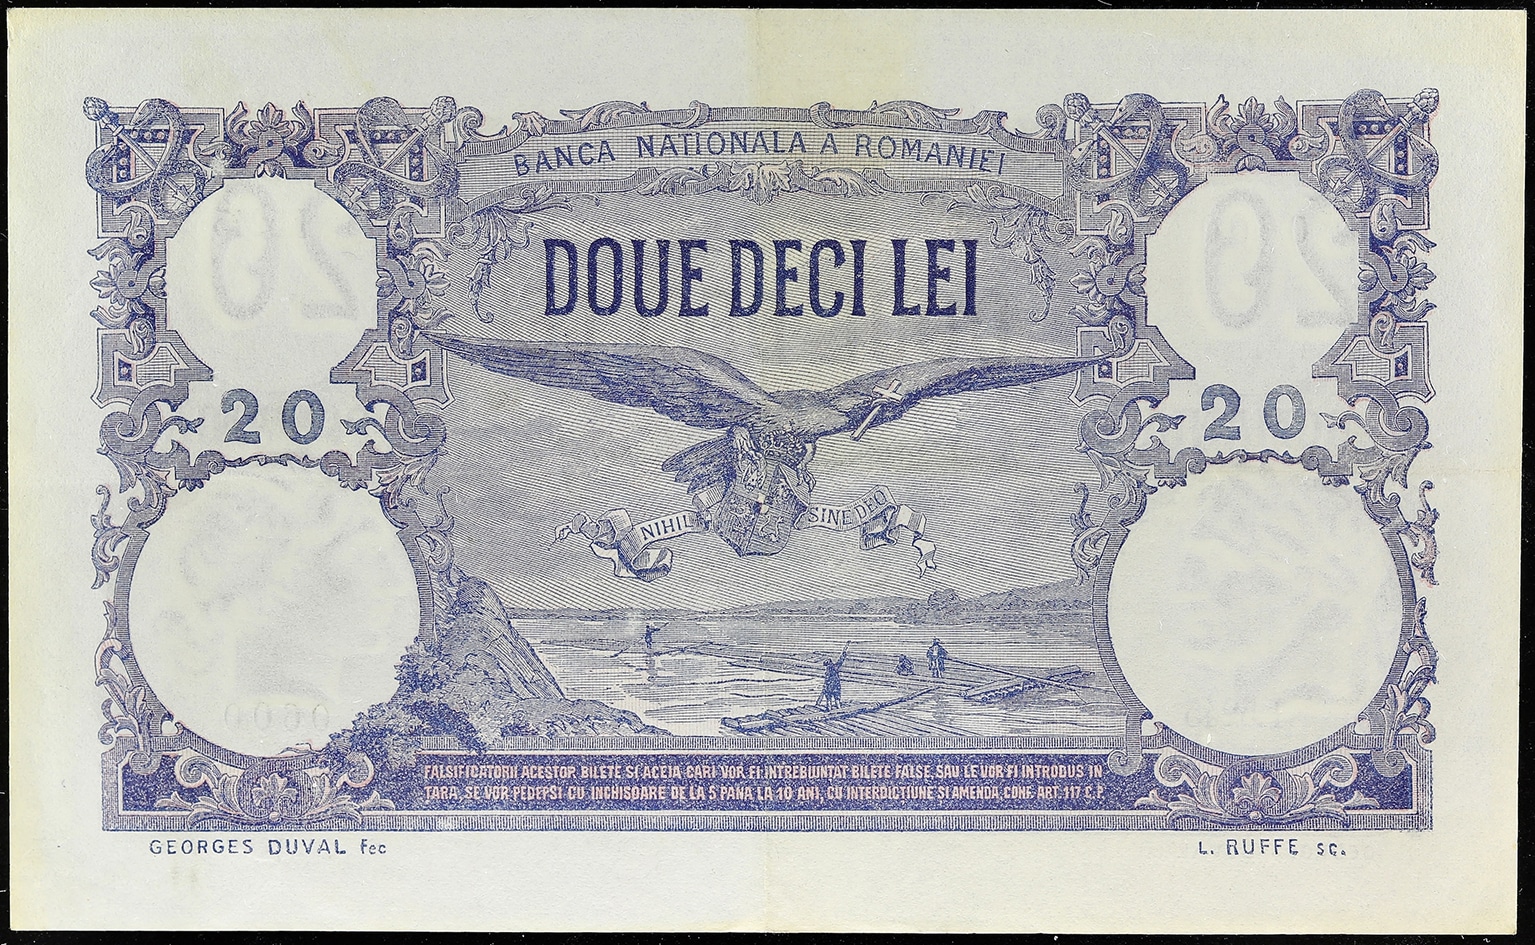 BANCA NATIONALA A ROMANIEI
DOUE DECI LEI
20 20
NIHIL SINE DEO
FALSIFICATORII ACESTOR BILETE SI ACEIA CARI VOR FI INTREBUINTAT BILETE FALSE, SAU LE VOR FI INTRODUS IN
TARA, SE VOR PEDEPSI CU INCHISOARE DE LA 5 PANA LA 10 ANI, CU INTERDICTIUNE SI AMENDA. CONF. ART. 117 C.P.
GEORGES DUVAL fec L. RUFFE sc.